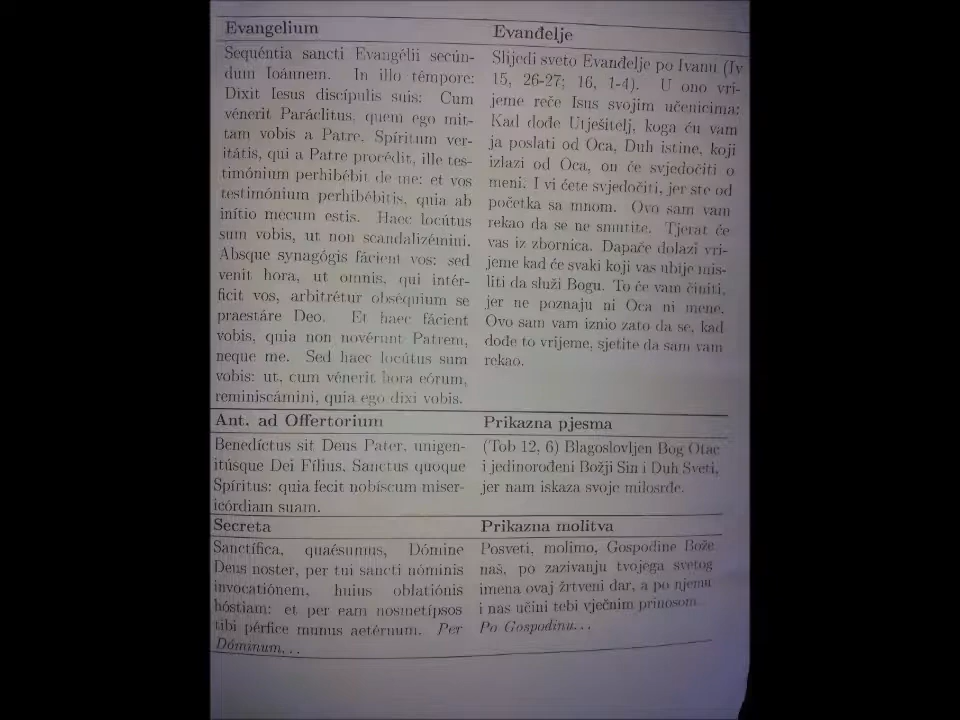 Evangelium
Sequéntia sancti Evangélii secún-
dum Ioánnem. In illo témpore:
Dixit Iesus discípulis suis: Cum
vénerit Paráclitus, quem ego mit-
tam vobis a Patre, Spíritum ver-
itátis, qui a Patre procédit, ille tes-
timónium perhibébit de me: et vos
testimónium perhibébitis, quia ab
inítio mecum estis. Haec locútus
sum vobis, ut non scandalizémini.
Absque synagógis fácient vos: sed
venit hora, ut omnis, qui intér-
ficit vos, arbitrétur obséquium se
praestáre Deo. Et haec fácient
vobis, quia non novérunt Patrem,
neque me. Sed haec locútus sum
vobis: ut, cum vénerit hora eórum,
reminiscámini, quia ego dixi vobis.
Evanđelje
Slijedi sveto Evanđelje po Ivanu (Iv
15, 26-27; 16, 1-4). U ono vri-
jeme reče Isus svojim učenicima:
Kad dođe Utješitelj, koga ću vam
ja poslati od Oca, Duh istine, koji
izlazi od Oca, on će svjedočiti o
meni. I vi ćete svjedočiti, jer ste od
početka sa mnom. Ovo sam vam
rekao da se ne smutite. Tjerat će
vas iz zbornica. Dapače dolazi vri-
jeme kad će svaki koji vas ubije mis-
liti da služi Bogu. To će vam činiti,
jer ne poznaju ni Oca ni mene.
Ovo sam vam iznio zato da se, kad
dođe to vrijeme, sjetite da sam vam
rekao.
Ant. ad Offertorium
Benedíctus sit Deus Pater, unigen-
itúsque Dei Fílius, Sanctus quoque
Spíritus: quia fecit nobíscum miser-
icórdiam suam.
Prikazna pjesma
(Tob 12, 6) Blagoslovljen Bog Otac
i jedinorođeni Božji Sin i Duh Sveti,
jer nam iskaza svoje milosrđe.
Secreta
Sanctífica, quaésumus, Dómine
Deus noster, per tui sancti nóminis
invocatiónem, huius oblatiónis
hóstiam: et per eam nosmetípsos
tibi pérfice munus aetérnum. Per
Dóminum...
Prikazna molitva
Posveti, molimo, Gospodine Bože
naš, po zazivanju tvojega svetog
imena ovaj žrtveni dar, a po njemu
i nas učini tebi vječnim prinosom.
Po Gospodinu...